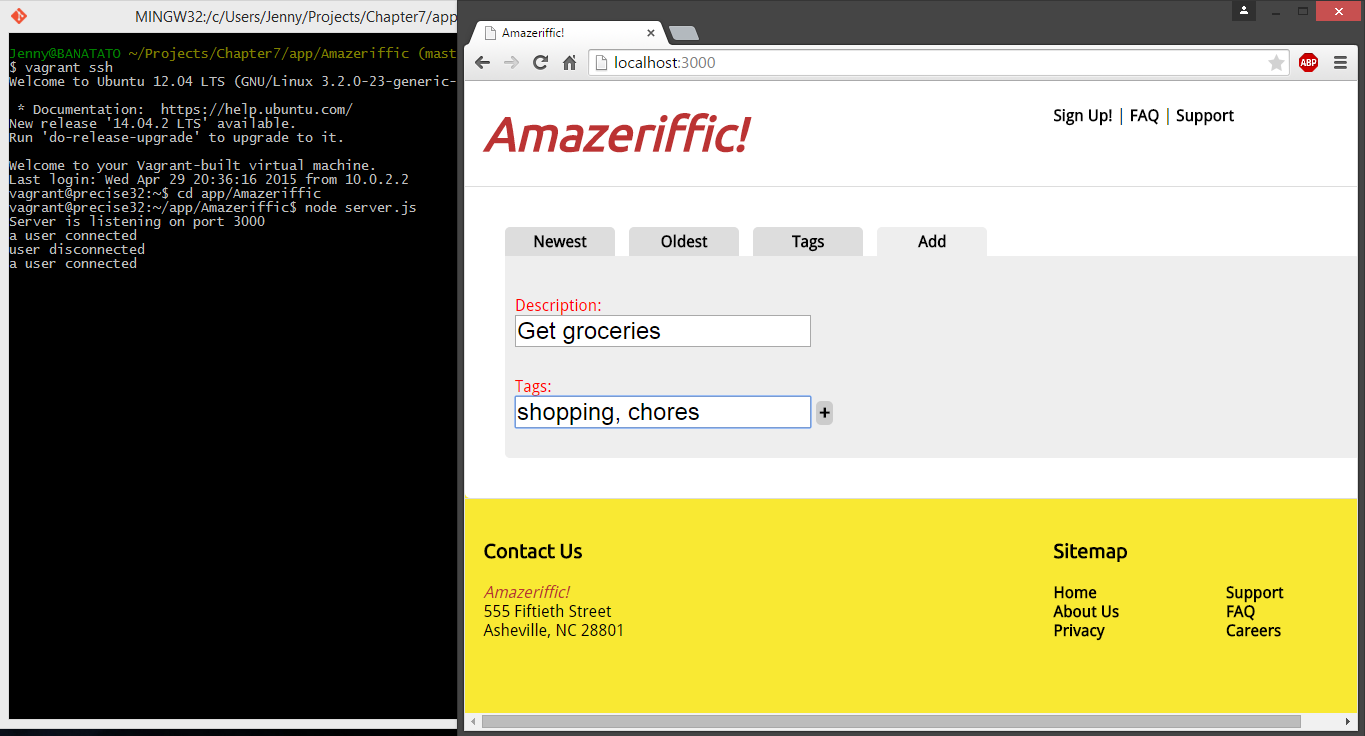 MINGW32:/c/Users/Jenny/Projects/Chapter7/app
Jenny@BANATATO ~/Projects/Chapter7/app/Amazeriffic (mast
$ vagrant ssh
Welcome to Ubuntu 12.04 LTS (GNU/Linux 3.2.0-23-generic-
* Documentation:  https://help.ubuntu.com/
New release '14.04.2 LTS' available.
Run 'do-release-upgrade' to upgrade to it.
Welcome to your Vagrant-built virtual machine.
Last login: Wed Apr 29 20:36:16 2015 from 10.0.2.2
vagrant@precise32:~$ cd app/Amazeriffic
vagrant@precise32:~/app/Amazeriffic$ node server.js
Server is listening on port 3000
a user connected
user disconnected
a user connected
Amazeriffic!
localhost:3000
ABP
Amazeriffic!
Sign Up! | FAQ | Support
Newest Oldest Tags Add
Description:
Get groceries
Tags:
shopping, chores +
Contact Us
Amazeriffic!
555 Fiftieth Street
Asheville, NC 28801
Sitemap
Home Support
About Us FAQ
Privacy Careers